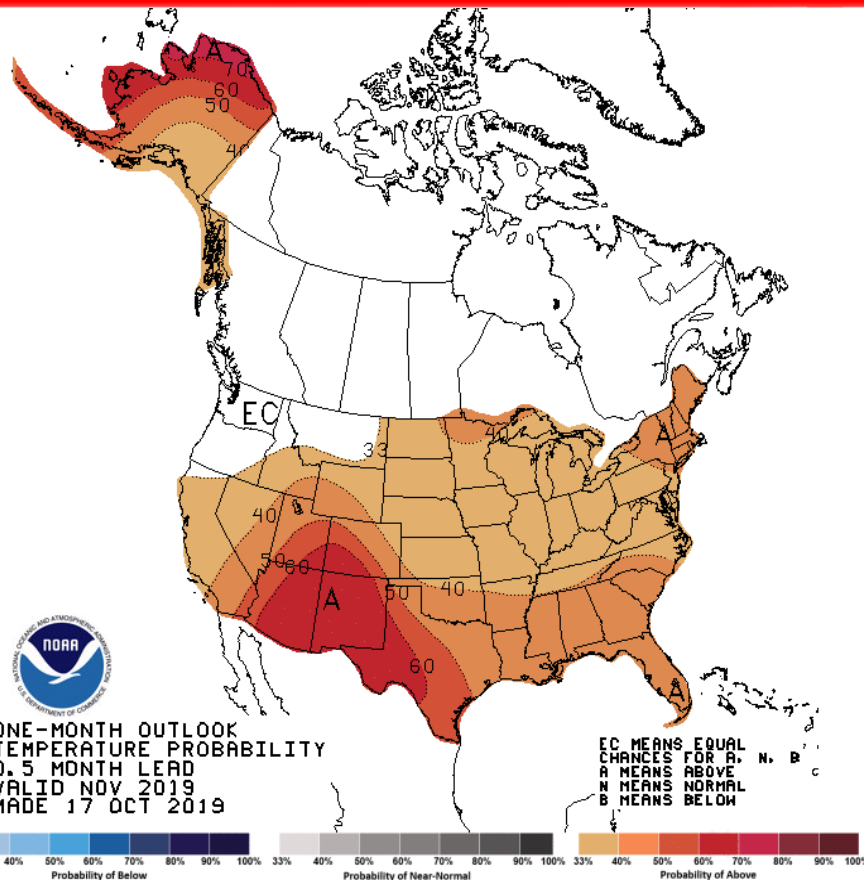 A
70
60
50
40
EC
33
40
A
40
50
60
A
50
40
60
A
NOAA
NATIONAL OCEANIC AND ATMOSPHERIC ADMINISTRATION
U.S. DEPARTMENT OF COMMERCE
ONE-MONTH OUTLOOK
TEMPERATURE PROBABILITY
0.5 MONTH LEAD
VALID NOV 2019
MADE 17 OCT 2019
EC MEANS EQUAL
CHANCES FOR A, N, B
A MEANS ABOVE
N MEANS NORMAL
B MEANS BELOW
C
40% 50% 60% 70% 80% 90% 100%
Probability of Below
33% 40% 50% 60% 70% 80% 90% 100%
Probability of Near-Normal
33% 40% 50% 60% 70% 80% 90% 100%
Probability of Above